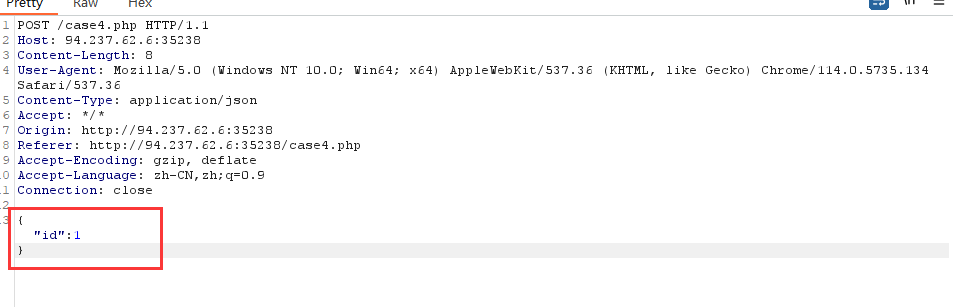 Pretty Raw Hex
1 POST /case4.php HTTP/1.1
2 Host: 94.237.62.6:35238
3 Content-Length: 8
4 User-Agent: Mozilla/5.0 (Windows NT 10.0; Win64; x64) AppleWebKit/537.36 (KHTML, like Gecko) Chrome/114.0.5735.134
Safari/537.36
5 Content-Type: application/json
6 Accept: */*
7 Origin: http://94.237.62.6:35238
8 Referer: http://94.237.62.6:35238/case4.php
9 Accept-Encoding: gzip, deflate
10 Accept-Language: zh-CN,zh;q=0.9
11 Connection: close
12
13 {
"id":1
}